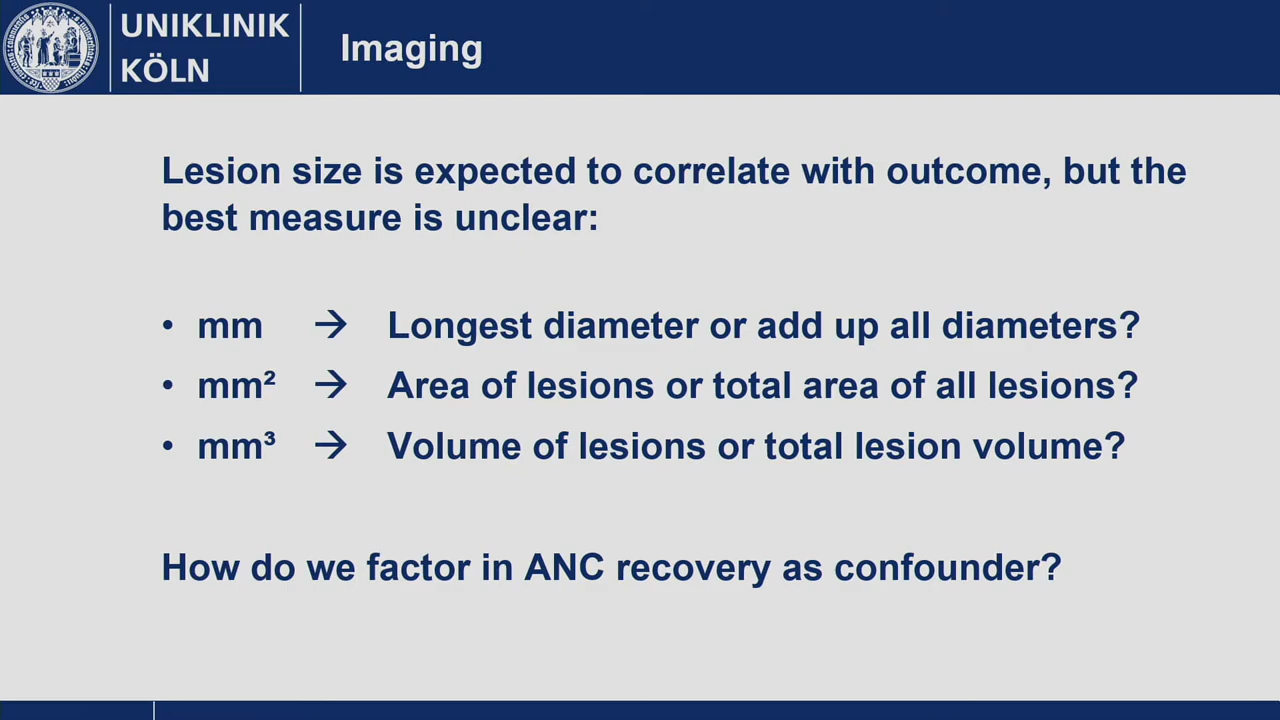 UNIKLINIK
KÖLN
Imaging
Lesion size is expected to correlate with outcome, but the
best measure is unclear:
• mm → Longest diameter or add up all diameters?
• mm² → Area of lesions or total area of all lesions?
• mm³ → Volume of lesions or total lesion volume?
How do we factor in ANC recovery as confounder?